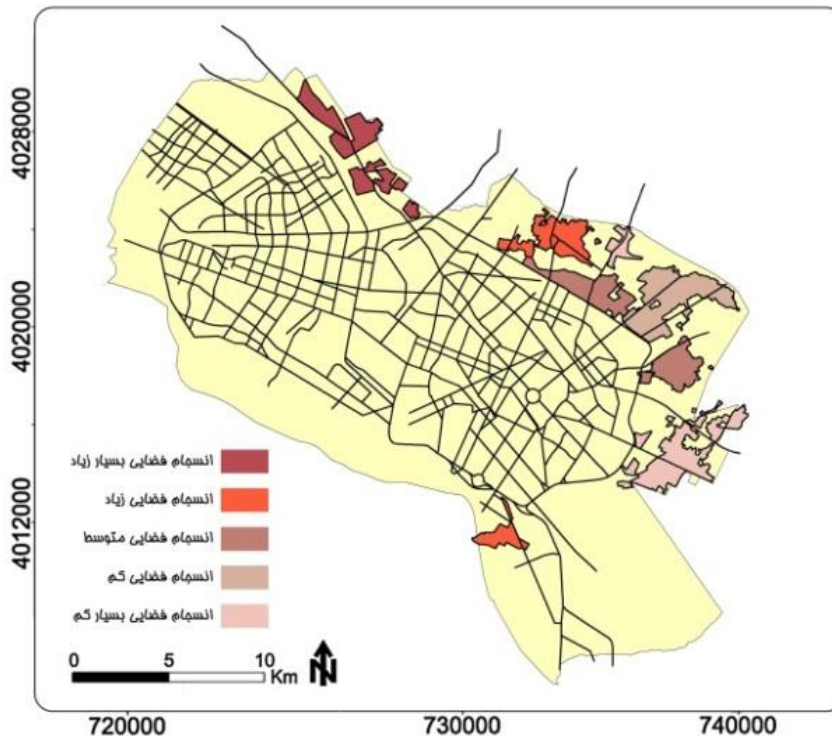 4028000
4020000
4012000
انسجام فضایی بسیار زیاد
انسجام فضایی زیاد
انسجام فضایی متوسط
انسجام فضایی کم
انسجام فضایی بسیار کم
0 5 10 Km
N
720000 730000 740000